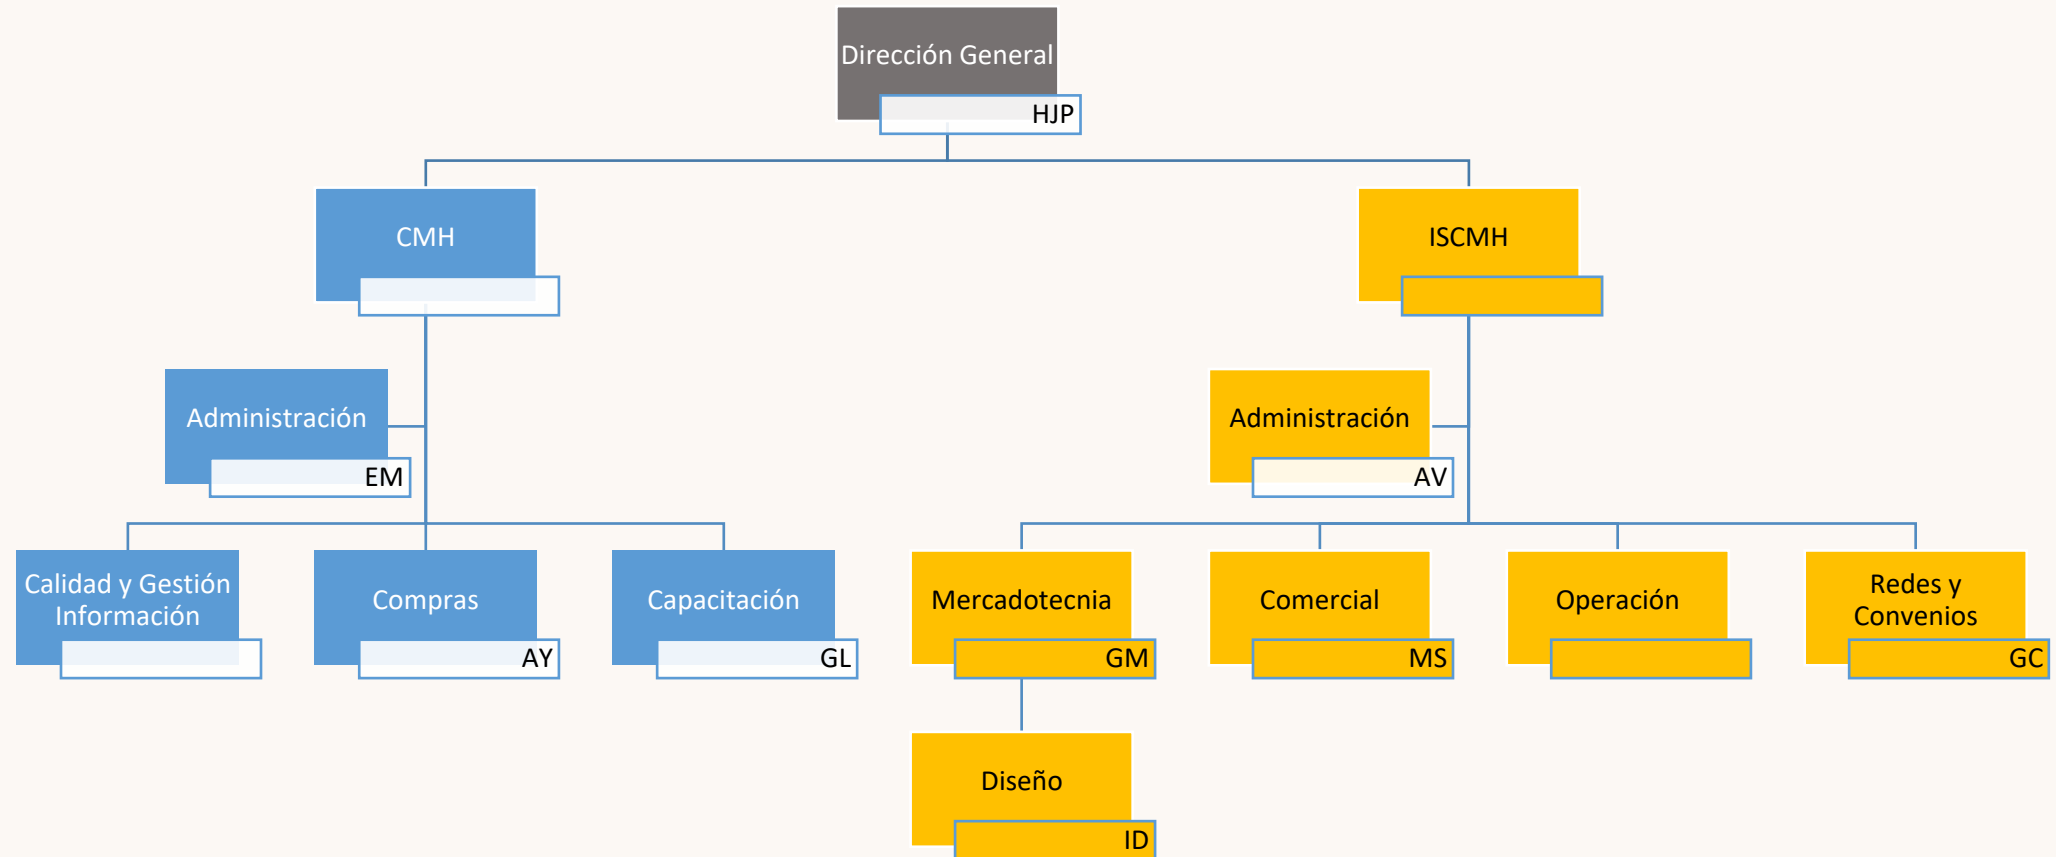 Dirección General
HJP
CMH
ISCMH
Administración
EM
Administración
AV
Calidad y Gestión
Información
Compras
AY
Capacitación
GL
Mercadotecnia
GM
Comercial
MS
Operación
Redes y
Convenios
GC
Diseño
ID